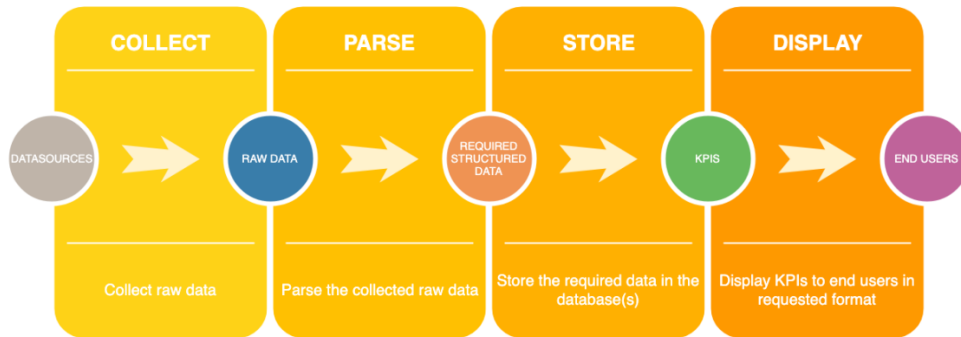 COLLECT
PARSE
STORE
DISPLAY
DATASOURCES
RAW DATA
REQUIRED
STRUCTURED
DATA
KPIS
END USERS
Collect raw data
Parse the collected raw data
Store the required data in the
database(s)
Display KPIs to end users in
requested format